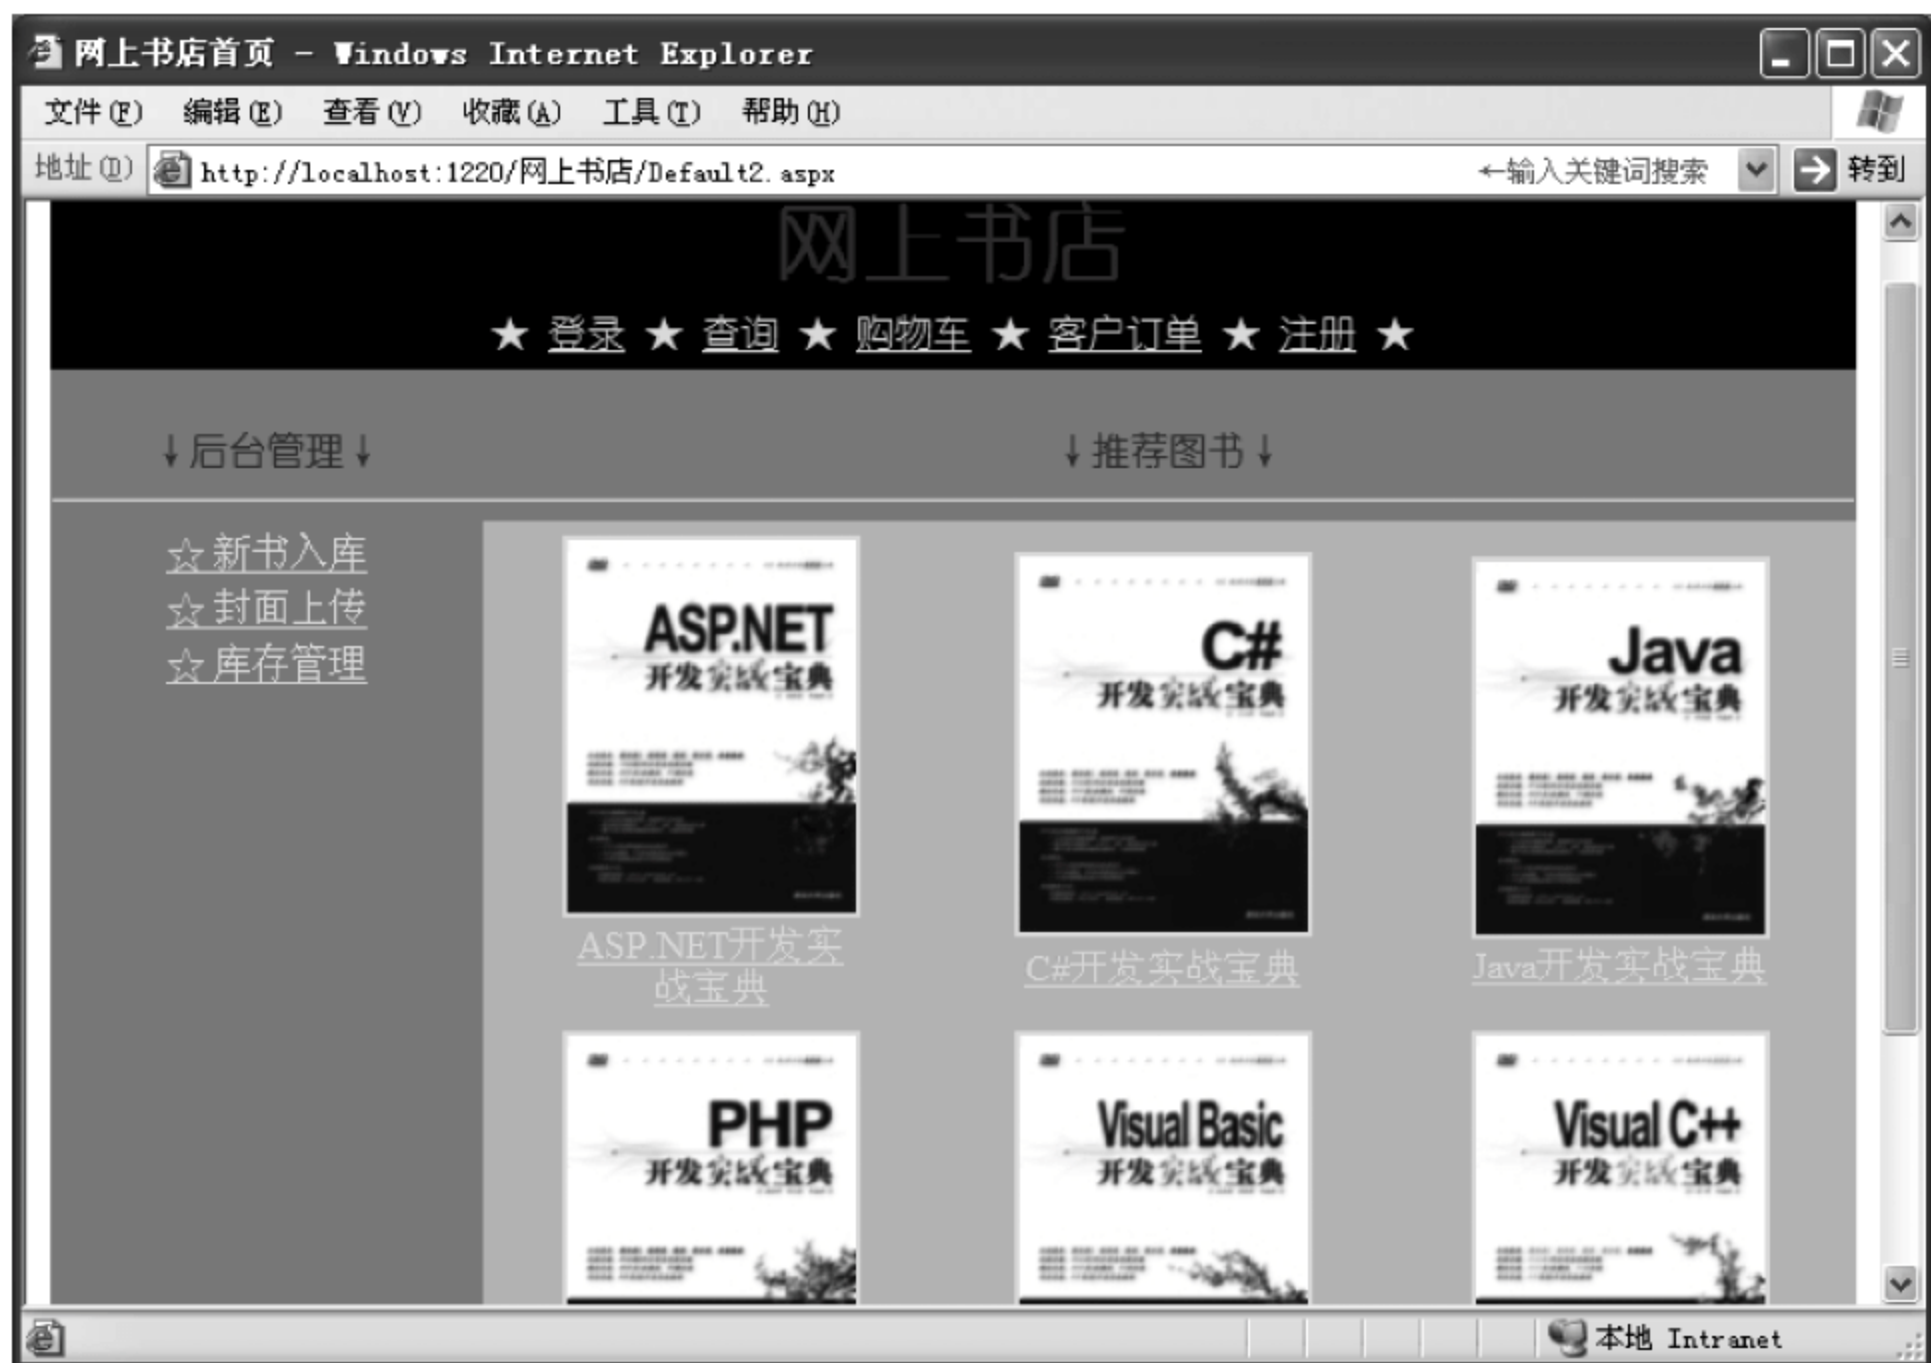 网上书店首页 - Windows Internet Explorer
文件(F) 编辑(E) 查看(V) 收藏(A) 工具(T) 帮助(H)
地址(D) http://localhost:1220/网上书店/Default2.aspx ←输入关键词搜索 转到
网上书店
★ 登录 ★ 查询 ★ 购物车 ★ 客户订单 ★ 注册 ★
↓后台管理↓ ↓推荐图书↓
☆新书入库
☆封面上传
☆库存管理
ASP.NET
开发实战宝典
C#
开发实战宝典
Java
开发实战宝典
ASP.NET开发实
战宝典
C#开发实战宝典
Java开发实战宝典
PHP
开发实战宝典
Visual Basic
开发实战宝典
Visual C++
开发实战宝典
本地 Intranet